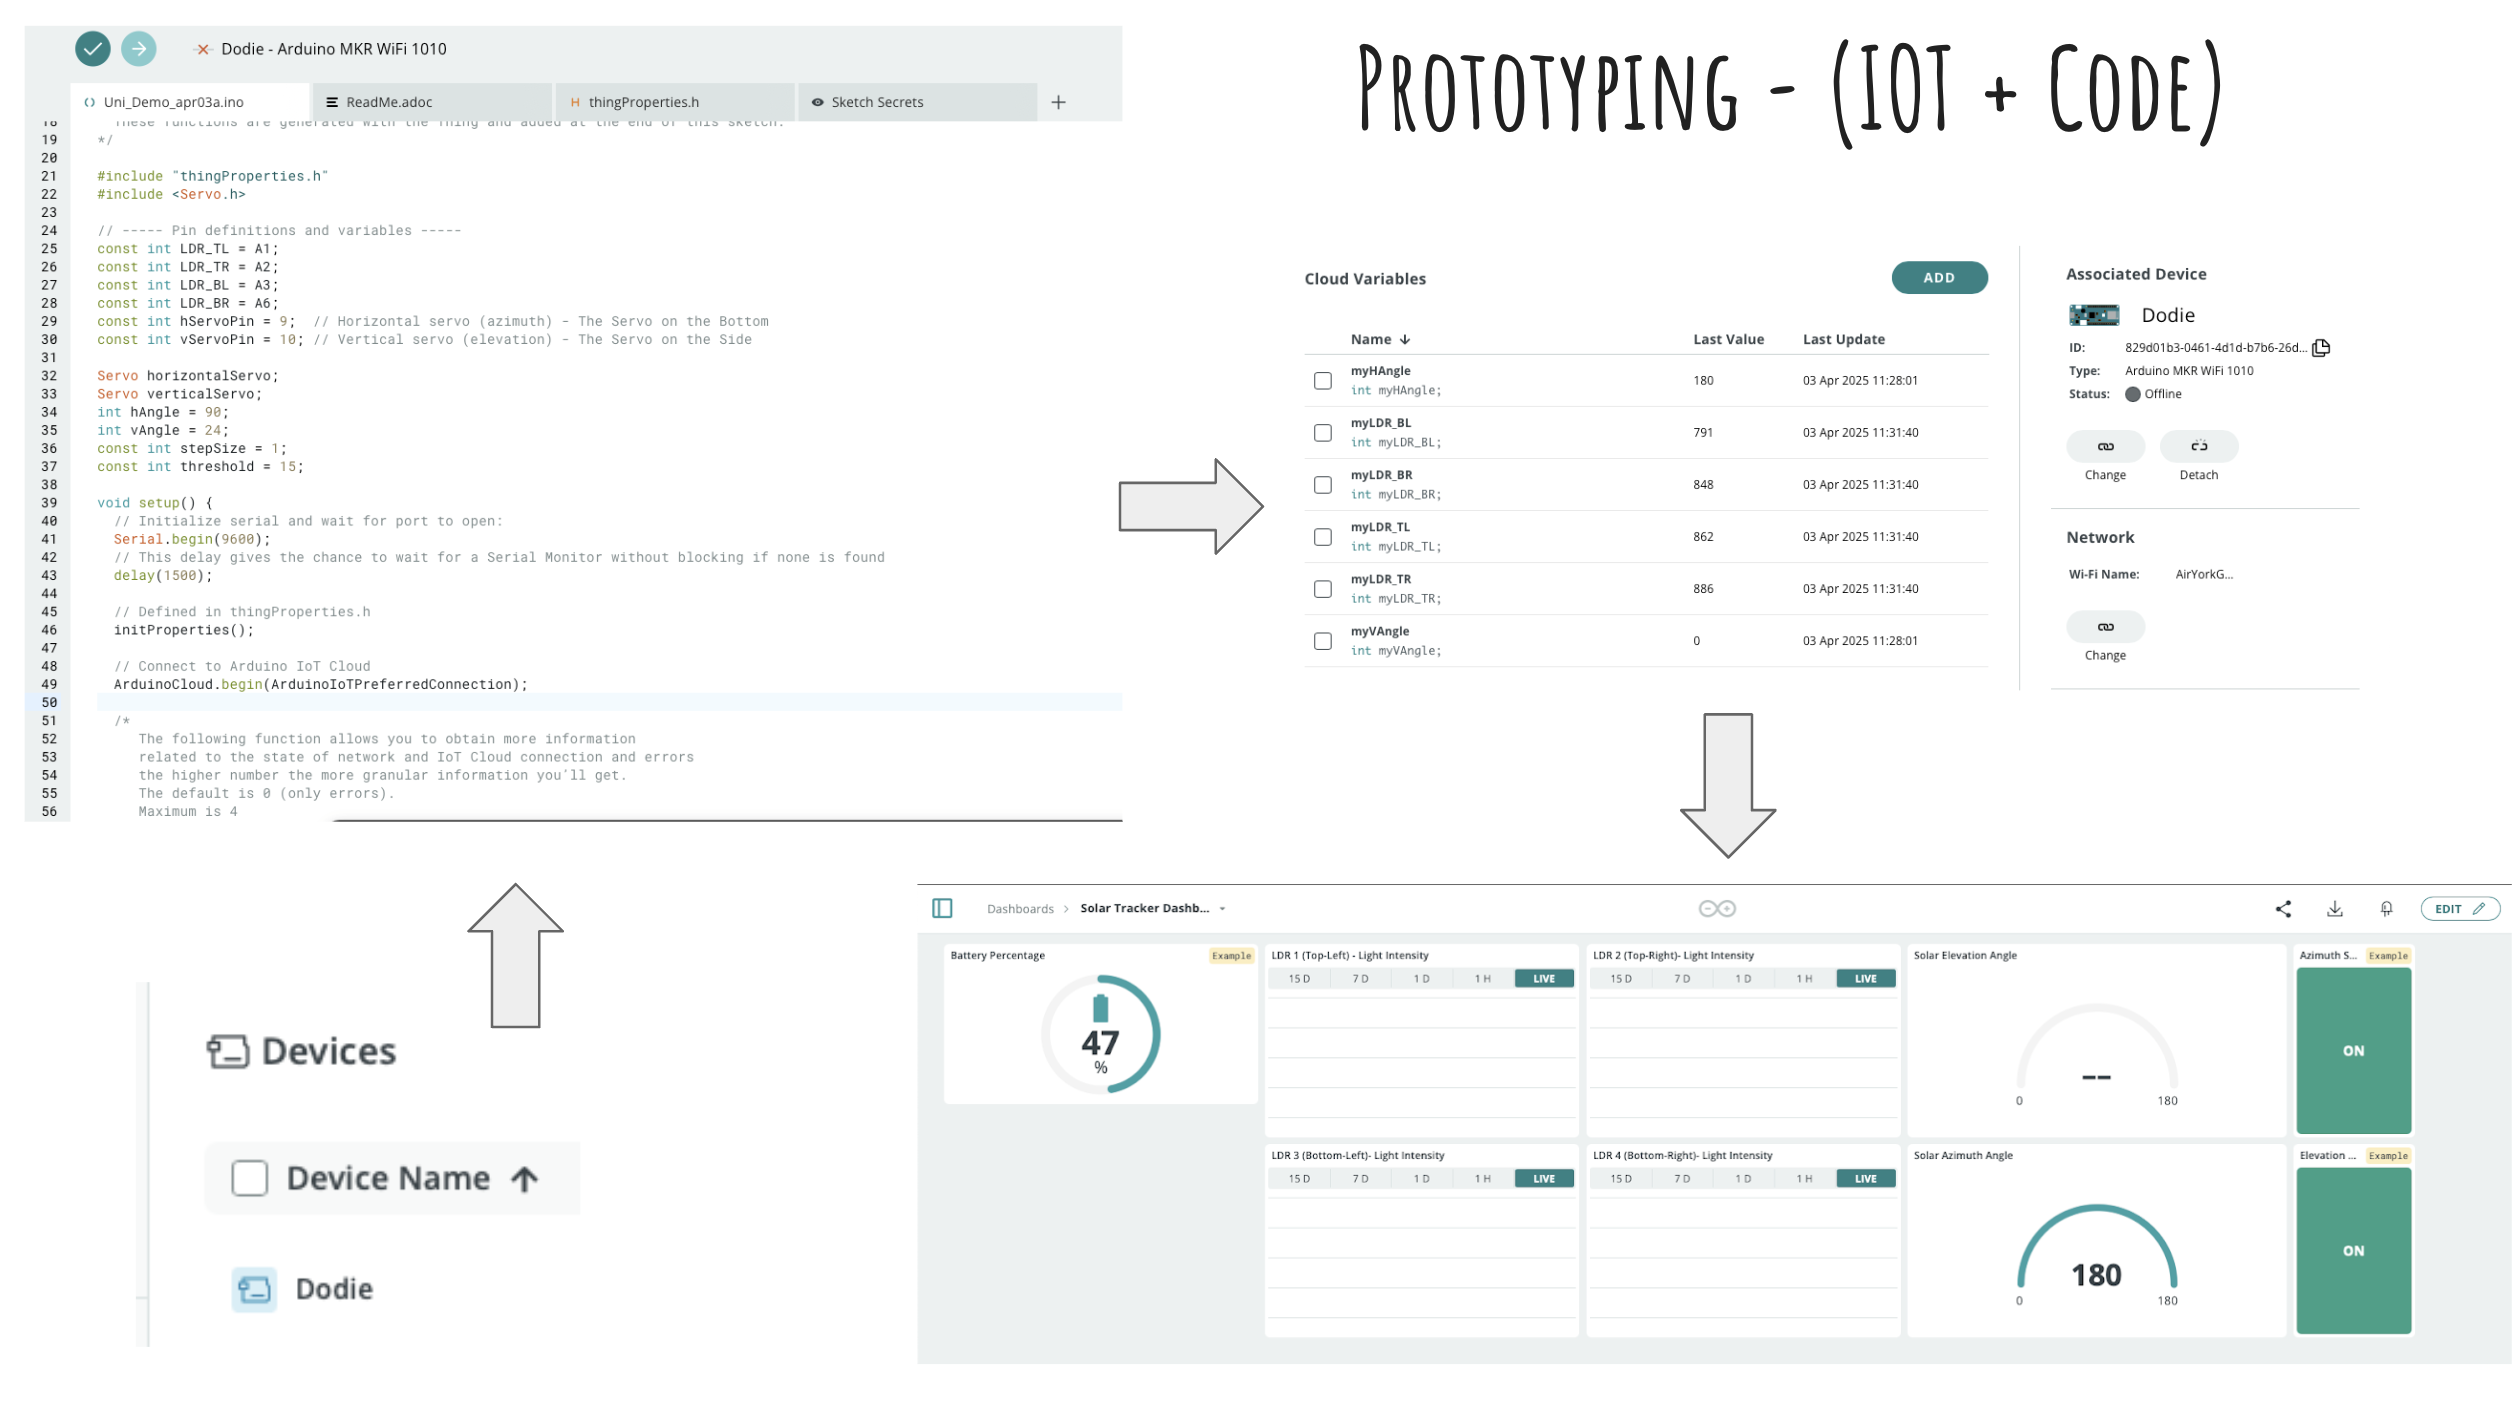 PROTOTYPING - (IOT + CODE)
Dodie - Arduino MKR WiFi 1010
Uni_Demo_apr03a.ino
ReadMe.adoc
thingProperties.h
Sketch Secrets
18 These functions are generated with the Thing and added at the end of this sketch.
19 */
20
21 #include "thingProperties.h"
22 #include <Servo.h>
23
24 // ----- Pin definitions and variables -----
25 const int LDR_TL = A1;
26 const int LDR_TR = A2;
27 const int LDR_BL = A3;
28 const int LDR_BR = A6;
29 const int hServoPin = 9; // Horizontal servo (azimuth) - The Servo on the Bottom
30 const int vServoPin = 10; // Vertical servo (elevation) - The Servo on the Side
31
32 Servo horizontalServo;
33 Servo verticalServo;
34 int hAngle = 90;
35 int vAngle = 24;
36 const int stepSize = 1;
37 const int threshold = 15;
38
39 void setup() {
40 // Initialize serial and wait for port to open:
41 Serial.begin(9600);
42 // This delay gives the chance to wait for a Serial Monitor without blocking if none is found
43 delay(1500);
44
45 // Defined in thingProperties.h
46 initProperties();
47
48 // Connect to Arduino IoT Cloud
49 ArduinoCloud.begin(ArduinoIoTPreferredConnection);
50
51 /*
52 The following function allows you to obtain more information
53 related to the state of network and IoT Cloud connection and errors
54 the higher number the more granular information you'll get.
55 The default is 0 (only errors).
56 Maximum is 4
Cloud Variables
ADD
Name Last Value Last Update
myHAngle
int myHAngle; 180 03 Apr 2025 11:28:01
myLDR_BL
int myLDR_BL; 791 03 Apr 2025 11:31:40
myLDR_BR
int myLDR_BR; 848 03 Apr 2025 11:31:40
myLDR_TL
int myLDR_TL; 862 03 Apr 2025 11:31:40
myLDR_TR
int myLDR_TR; 886 03 Apr 2025 11:31:40
myVAngle
int myVAngle; 0 03 Apr 2025 11:28:01
Associated Device
Dodie
ID: 829d01b3-0461-4d1d-b7b6-26d...
Type: Arduino MKR WiFi 1010
Status: Offline
Change Detach
Network
Wi-Fi Name: AirYorkG...
Change
Devices
Device Name
Dodie
Dashboards > Solar Tracker Dashb...
EDIT
Battery Percentage Example
47
%
LDR 1 (Top-Left) - Light Intensity
15 D 7 D 1 D 1 H LIVE
LDR 2 (Top-Right)- Light Intensity
15 D 7 D 1 D 1 H LIVE
Solar Elevation Angle
--
0 180
Azimuth S... Example
ON
LDR 3 (Bottom-Left)- Light Intensity
15 D 7 D 1 D 1 H LIVE
LDR 4 (Bottom-Right)- Light Intensity
15 D 7 D 1 D 1 H LIVE
Solar Azimuth Angle
180
0 180
Elevation ... Example
ON